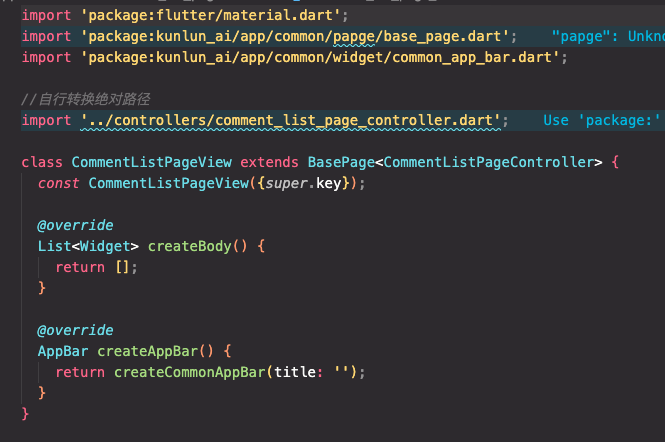 import 'package:flutter/material.dart';
import 'package:kunlun_ai/app/common/papge/base_page.dart'; "papge": Unkno
import 'package:kunlun_ai/app/common/widget/common_app_bar.dart';
//自行转换绝对路径
import '../controllers/comment_list_page_controller.dart'; Use 'package:'
class CommentListPageView extends BasePage<CommentListPageController> {
const CommentListPageView({super.key});
@override
List<Widget> createBody() {
return [];
}
@override
AppBar createAppBar() {
return createCommonAppBar(title: '');
}
}